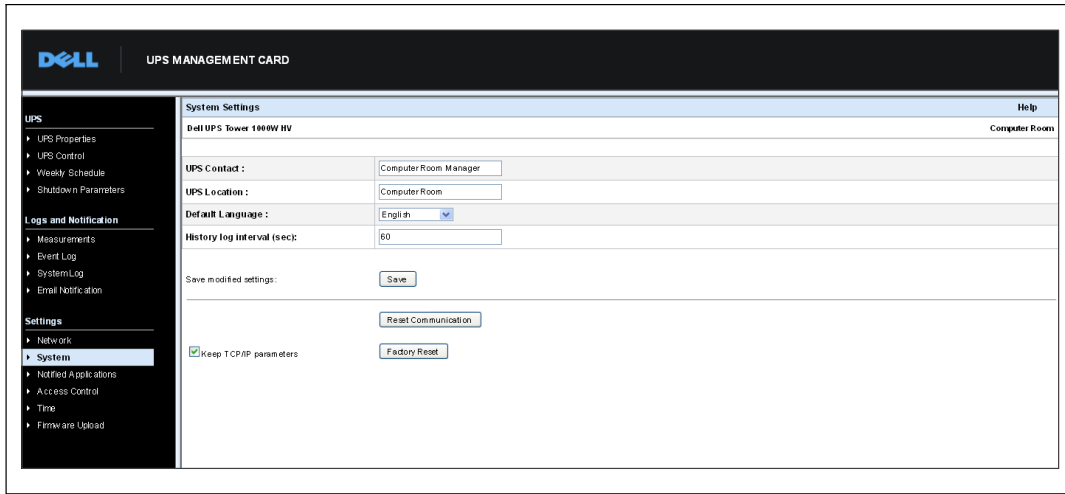 DELL
UPS MANAGEMENT CARD
UPS
UPS Properties
UPS Control
Weekly Schedule
Shutdown Parameters
Logs and Notification
Measurements
Event Log
System Log
Email Notification
Settings
Network
System
Notified Applications
Access Control
Time
Firmware Upload
System Settings Help
Dell UPS Tower 1000W HV Computer Room
UPS Contact : Computer Room Manager
UPS Location : Computer Room
Default Language : English
History log interval (sec): 60
Save modified settings: Save
Reset Communication
Keep TCP/IP parameters Factory Reset